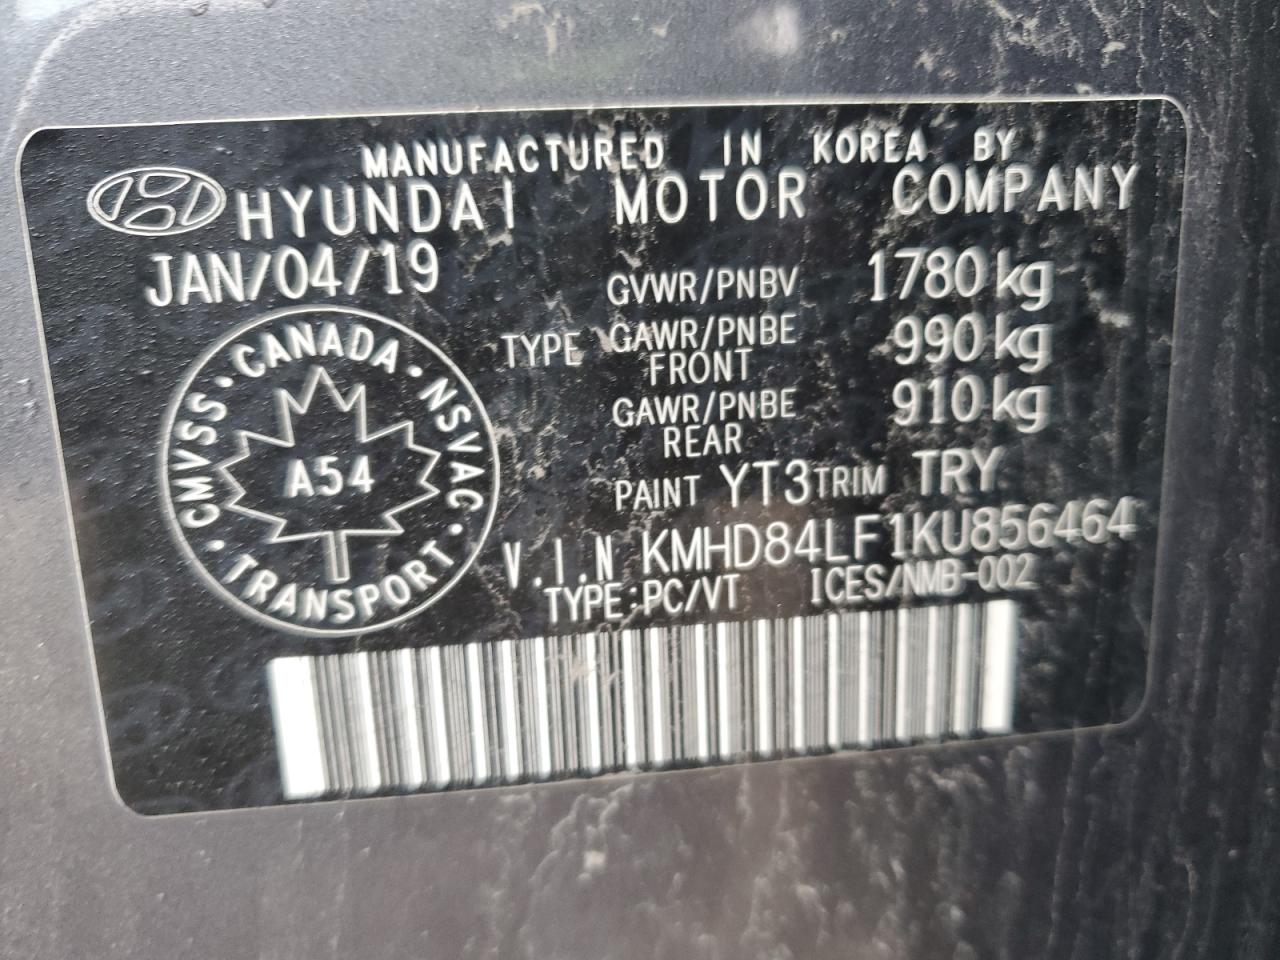 MANUFACTURED IN KOREA BY
HYUNDAI MOTOR COMPANY
JAN/04/19
GVWR/PNBV 1780 kg
TYPE GAWR/PNBE FRONT 990 kg
GAWR/PNBE REAR 910 kg
CANADA · NSVAC · TRANSPORT · CMVSS ·
A54
PAINT YT3 TRIM TRY
V.I.N KMHD84LF1KU856464
TYPE:PC/VT ICES/NMB-002